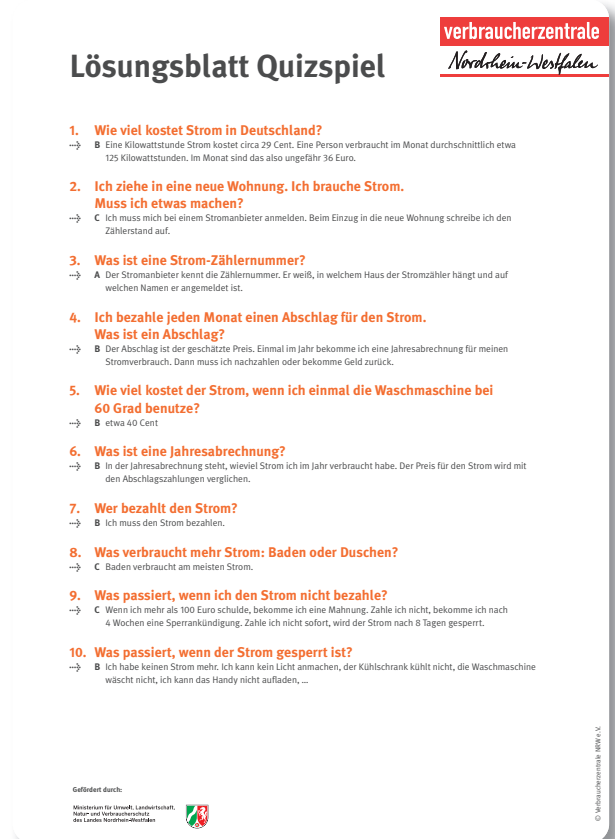 verbraucherzentrale
Nordrhein-Westfalen
Lösungsblatt Quizspiel
1. Wie viel kostet Strom in Deutschland?
B Eine Kilowattstunde Strom kostet circa 29 Cent. Eine Person verbraucht im Monat durchschnittlich etwa
125 Kilowattstunden. Im Monat sind das also ungefähr 36 Euro.
2. Ich ziehe in eine neue Wohnung. Ich brauche Strom.
Muss ich etwas machen?
C Ich muss mich bei einem Stromanbieter anmelden. Beim Einzug in die neue Wohnung schreibe ich den
Zählerstand auf.
3. Was ist eine Strom-Zählernummer?
A Der Stromanbieter kennt die Zählernummer. Er weiß, in welchem Haus der Stromzähler hängt und auf
welchen Namen er angemeldet ist.
4. Ich bezahle jeden Monat einen Abschlag für den Strom.
Was ist ein Abschlag?
B Der Abschlag ist der geschätzte Preis. Einmal im Jahr bekomme ich eine Jahresabrechnung für meinen
Stromverbrauch. Dann muss ich nachzahlen oder bekomme Geld zurück.
5. Wie viel kostet der Strom, wenn ich einmal die Waschmaschine bei
60 Grad benutze?
B etwa 40 Cent
6. Was ist eine Jahresabrechnung?
B In der Jahresabrechnung steht, wieviel Strom ich im Jahr verbraucht habe. Der Preis für den Strom wird mit
den Abschlagszahlungen verglichen.
7. Wer bezahlt den Strom?
B Ich muss den Strom bezahlen.
8. Was verbraucht mehr Strom: Baden oder Duschen?
C Baden verbraucht am meisten Strom.
9. Was passiert, wenn ich den Strom nicht bezahle?
C Wenn ich mehr als 100 Euro schulde, bekomme ich eine Mahnung. Zahle ich nicht, bekomme ich nach
4 Wochen eine Sperrankündigung. Zahle ich nicht sofort, wird der Strom nach 8 Tagen gesperrt.
10. Was passiert, wenn der Strom gesperrt ist?
B Ich habe keinen Strom mehr. Ich kann kein Licht anmachen, der Kühlschrank kühlt nicht, die Waschmaschine
wäscht nicht, ich kann das Handy nicht aufladen, ...
© Verbraucherzentrale NRW e. V.
Gefördert durch:
Ministerium für Umwelt, Landwirtschaft,
Natur- und Verbraucherschutz
des Landes Nordrhein-Westfalen